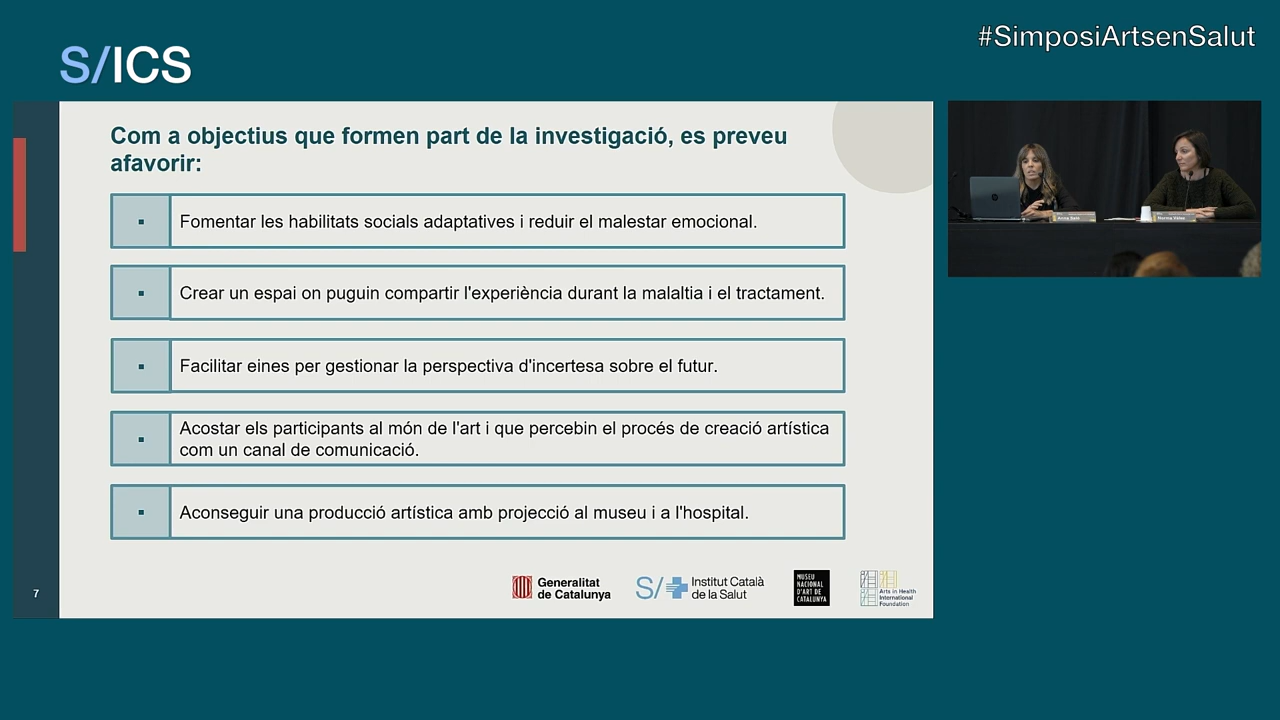 #SimposiArtsenSalut
S/ICS
Com a objectius que formen part de la investigació, es preveu
afavorir:
Fomentar les habilitats socials adaptatives i reduir el malestar emocional.
Crear un espai on puguin compartir l'experiència durant la malaltia i el tractament.
Facilitar eines per gestionar la perspectiva d'incertesa sobre el futur.
Acostar els participants al món de l'art i que percebin el procés de creació artística
com un canal de comunicació.
Aconseguir una producció artística amb projecció al museu i a l'hospital.
7
Generalitat
de Catalunya
S/
Institut Català
de la Salut
MUSEU
NACIONAL
D'ART DE
CATALUNYA
Arts in Health
International
Foundation